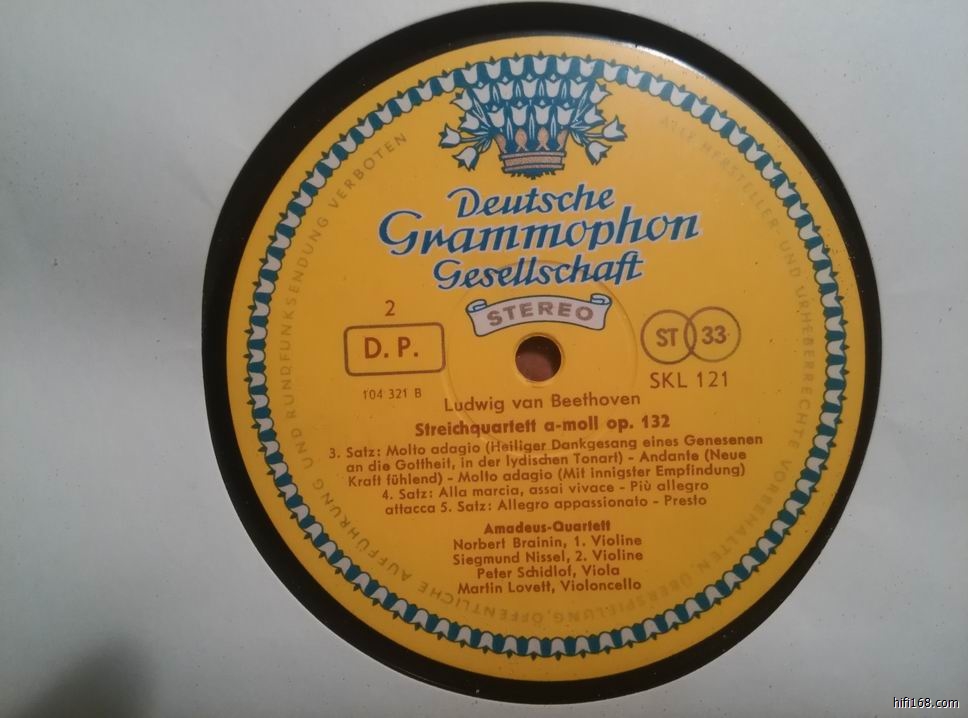 Deutsche
Grammophon
Gesellschaft
STEREO
2
D. P.
104 321 B
ST 33
SKL 121
Ludwig van Beethoven
Streichquartett a-moll op. 132
3. Satz: Molto adagio (Heiliger Dankgesang eines Genesenen
an die Gottheit, in der lydischen Tonart) - Andante (Neue
Kraft fühlend) - Molto adagio (Mit innigster Empfindung)
4. Satz: Alla marcia, assai vivace - Più allegro
attacca 5. Satz: Allegro appassionato - Presto
Amadeus-Quartett
Norbert Brainin, 1. Violine
Siegmund Nissel, 2. Violine
Peter Schidlof, Viola
Martin Lovett, Violoncello
ALLE HERSTELLER- UND URHEBERRECHTE VORBEHALTEN, ÜBERSPIELUNG, ÖFFENTLICHE AUFFÜHRUNG UND RUNDFUNKSENDUNG VERBOTEN
hifi168.com